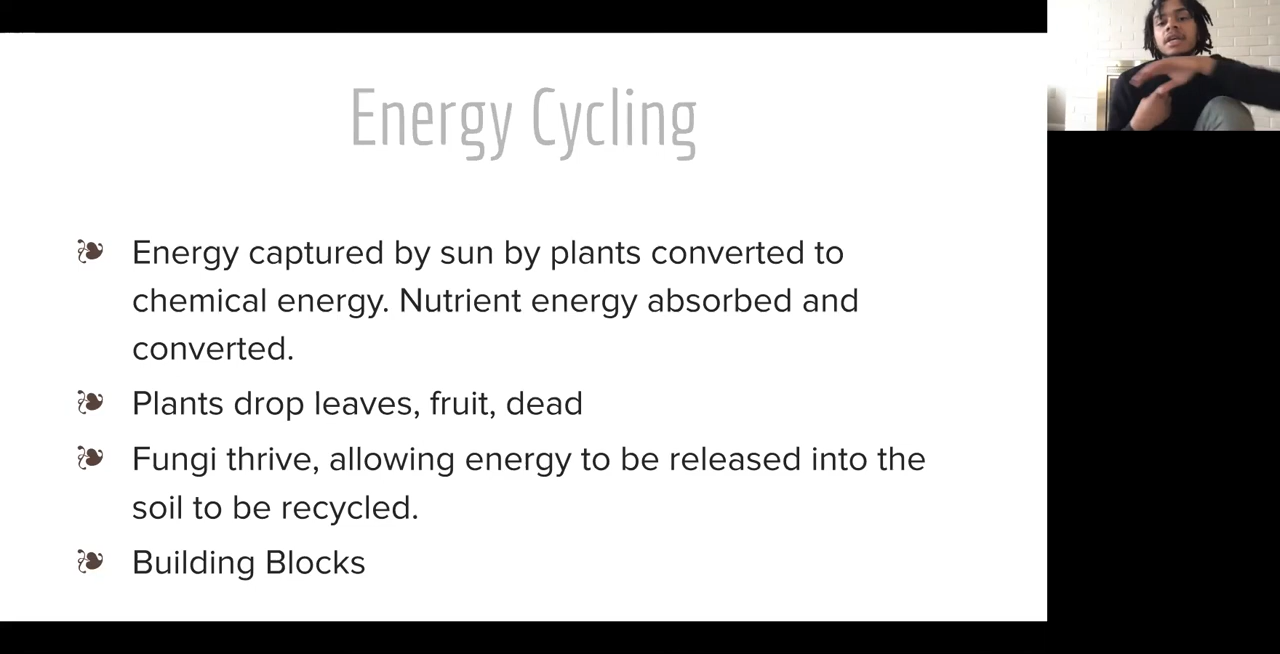 Energy Cycling
Energy captured by sun by plants converted to
chemical energy. Nutrient energy absorbed and
converted.
Plants drop leaves, fruit, dead
Fungi thrive, allowing energy to be released into the
soil to be recycled.
Building Blocks